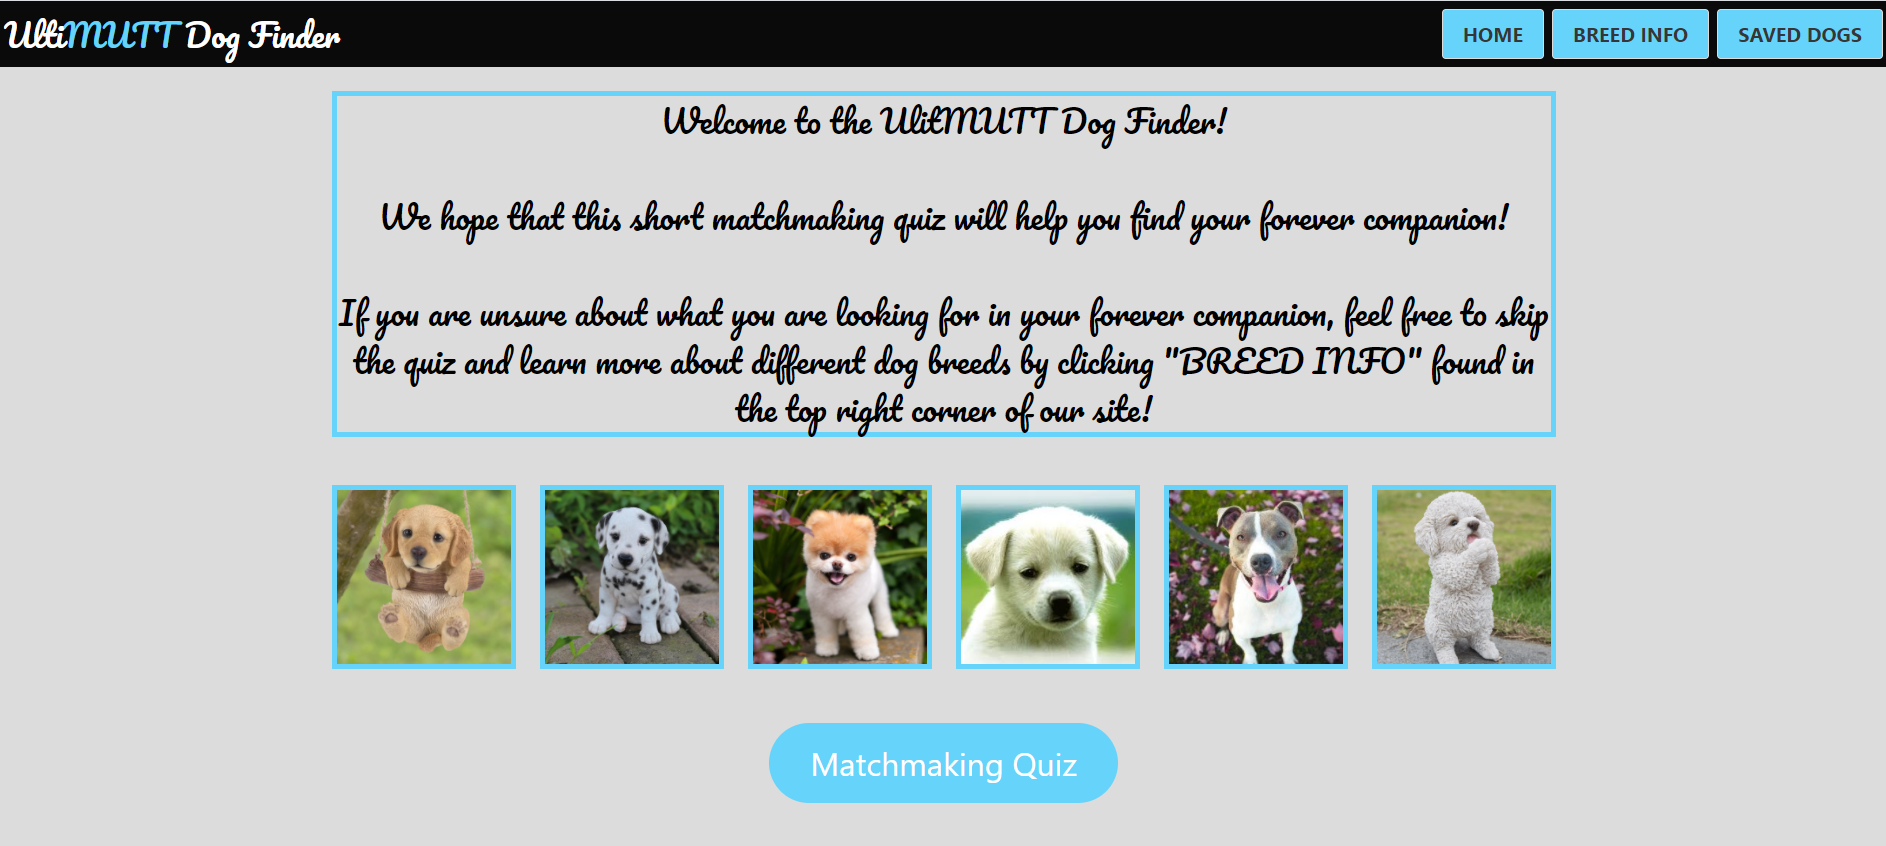 UltiMUTT Dog Finder
HOME
BREED INFO
SAVED DOGS
Welcome to the UlitMUTT Dog Finder!
We hope that this short matchmaking quiz will help you find your forever companion!
If you are unsure about what you are looking for in your forever companion, feel free to skip
the quiz and learn more about different dog breeds by clicking "BREED INFO" found in
the top right corner of our site!
Matchmaking Quiz